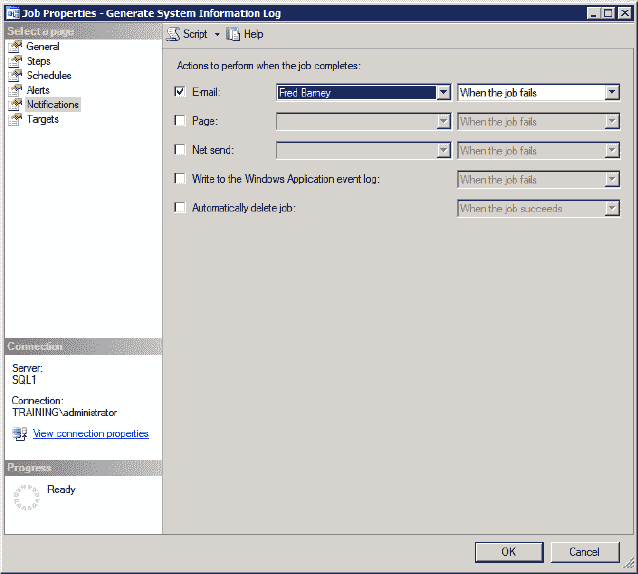 Job Properties - Generate System Information Log
Select a page
General
Steps
Schedules
Alerts
Notifications
Targets
Script
Help
Actions to perform when the job completes:
E-mail: Fred Barney When the job fails
Page: When the job fails
Net send: When the job fails
Write to the Windows Application event log: When the job fails
Automatically delete job: When the job succeeds
Connection
Server:
SQL1
Connection:
TRAINING\administrator
View connection properties
Progress
Ready
OK Cancel